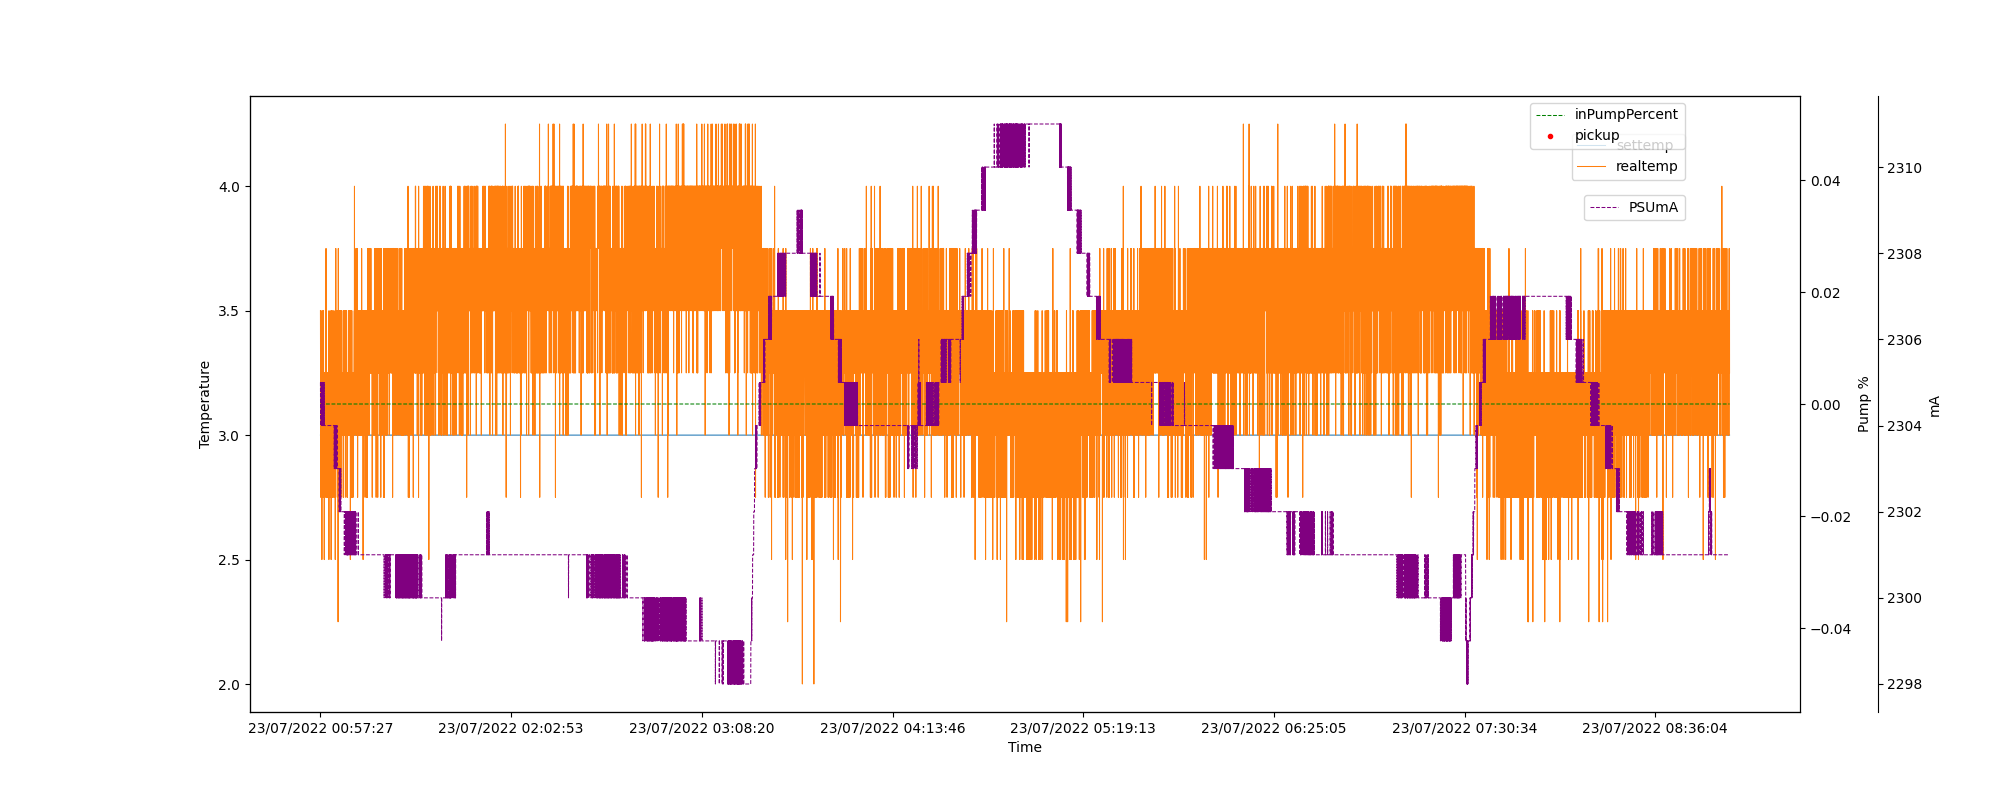 inPumpPercent
pickup
settemp
realtemp
PSUmA
4.0
3.5
3.0
2.5
2.0
Temperature
0.04
0.02
0.00
−0.02
−0.04
Pump %
2310
2308
2306
2304
2302
2300
2298
mA
23/07/2022 00:57:27
23/07/2022 02:02:53
23/07/2022 03:08:20
23/07/2022 04:13:46
23/07/2022 05:19:13
23/07/2022 06:25:05
23/07/2022 07:30:34
23/07/2022 08:36:04
Time